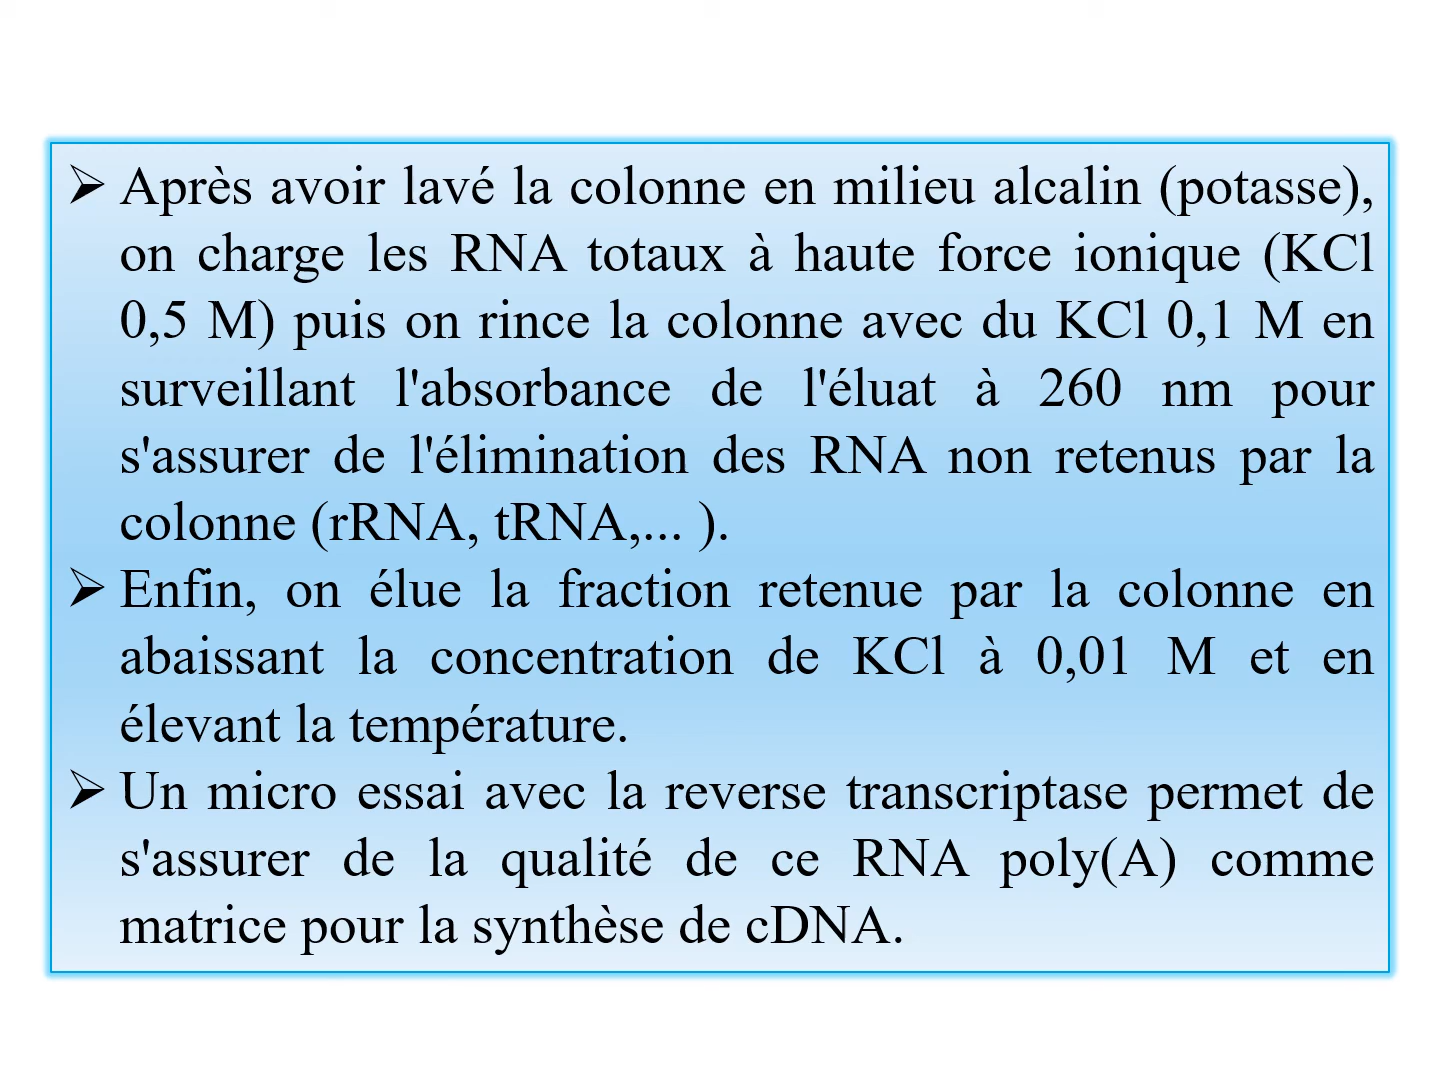 ➢ Après avoir lavé la colonne en milieu alcalin (potasse),
on charge les RNA totaux à haute force ionique (KCl
0,5 M) puis on rince la colonne avec du KCl 0,1 M en
surveillant l'absorbance de l'éluat à 260 nm pour
s'assurer de l'élimination des RNA non retenus par la
colonne (rRNA, tRNA,... ).
➢ Enfin, on élue la fraction retenue par la colonne en
abaissant la concentration de KCl à 0,01 M et en
élevant la température.
➢ Un micro essai avec la reverse transcriptase permet de
s'assurer de la qualité de ce RNA poly(A) comme
matrice pour la synthèse de cDNA.